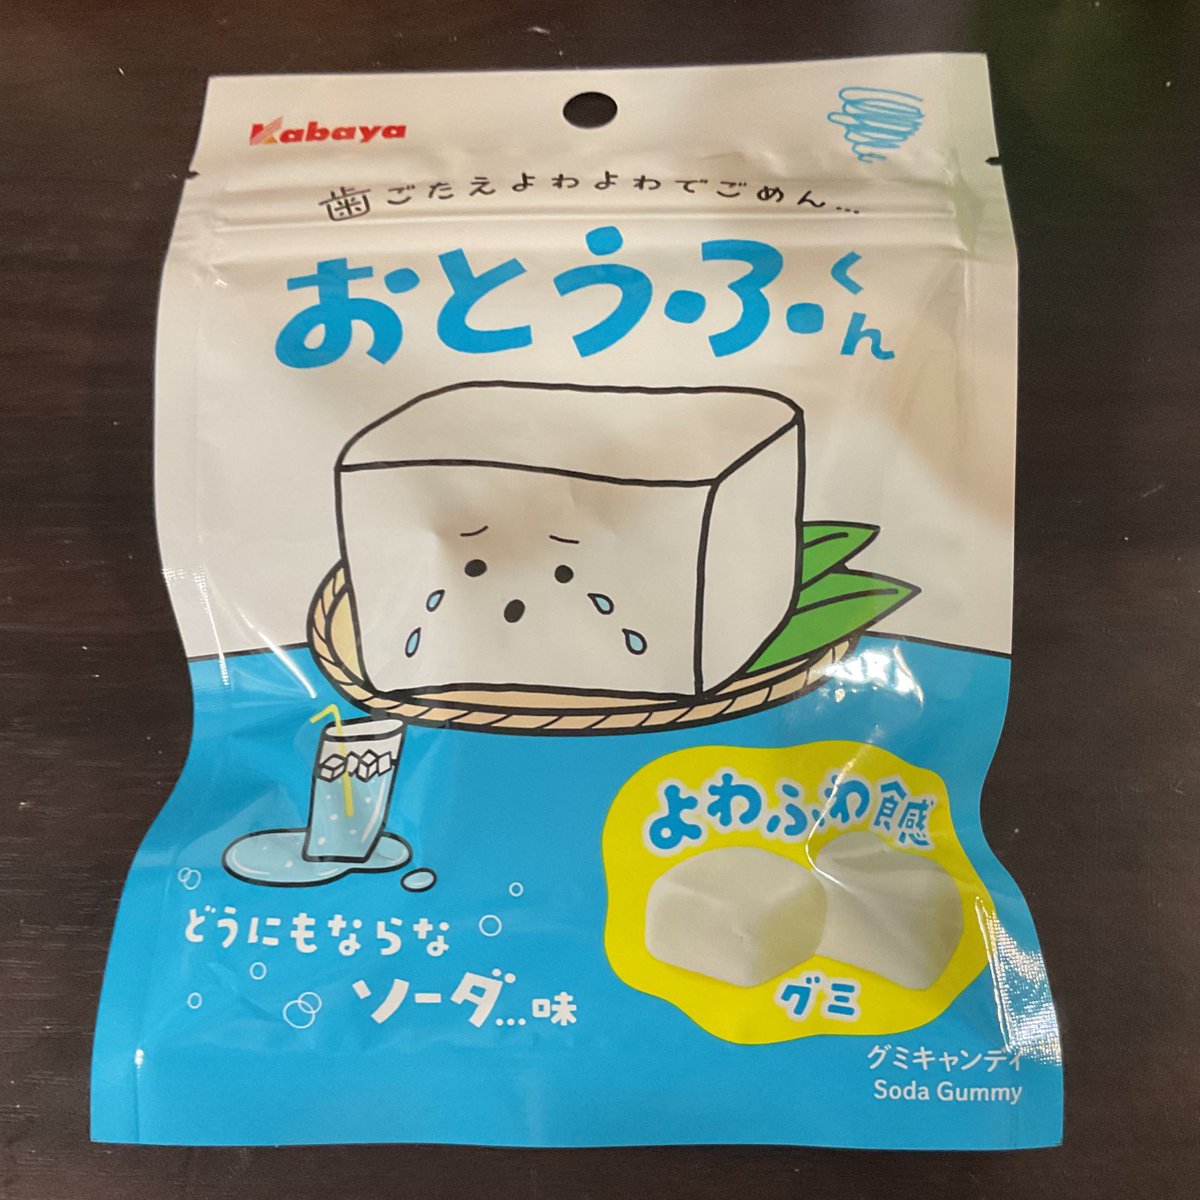 Kabaya
歯ごたえよわよわでごめん...
おとうふくん
よわふわ食感
グミ
どうにもならな
ソーダ...味
グミキャンディ
Soda Gummy